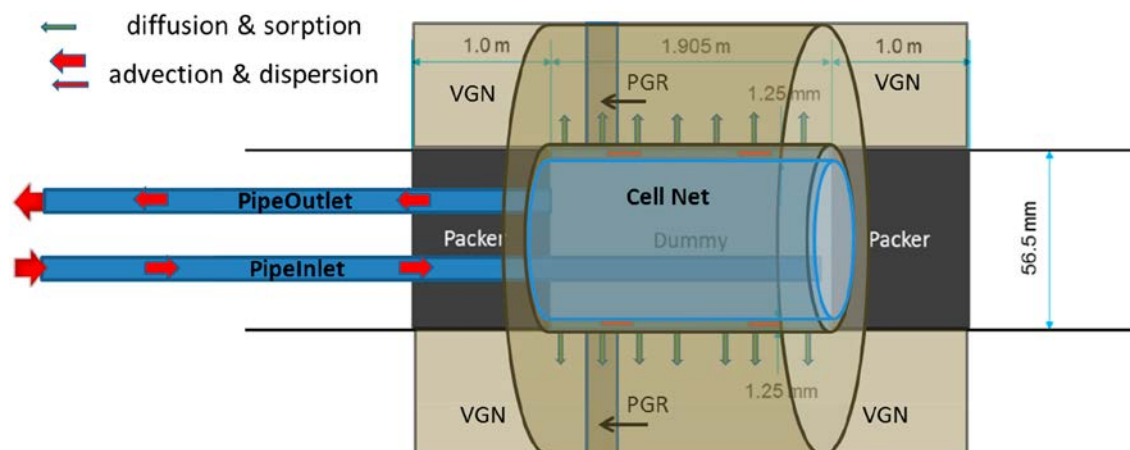 diffusion & sorption
advection & dispersion
1.0 m
1.905 m
1.0 m
VGN
PGR
VGN
1.25 mm
PipeOutlet
Cell Net
Packer
Dummy
Packer
PipeInlet
56.5 mm
1.25 mm
VGN
PGR
VGN